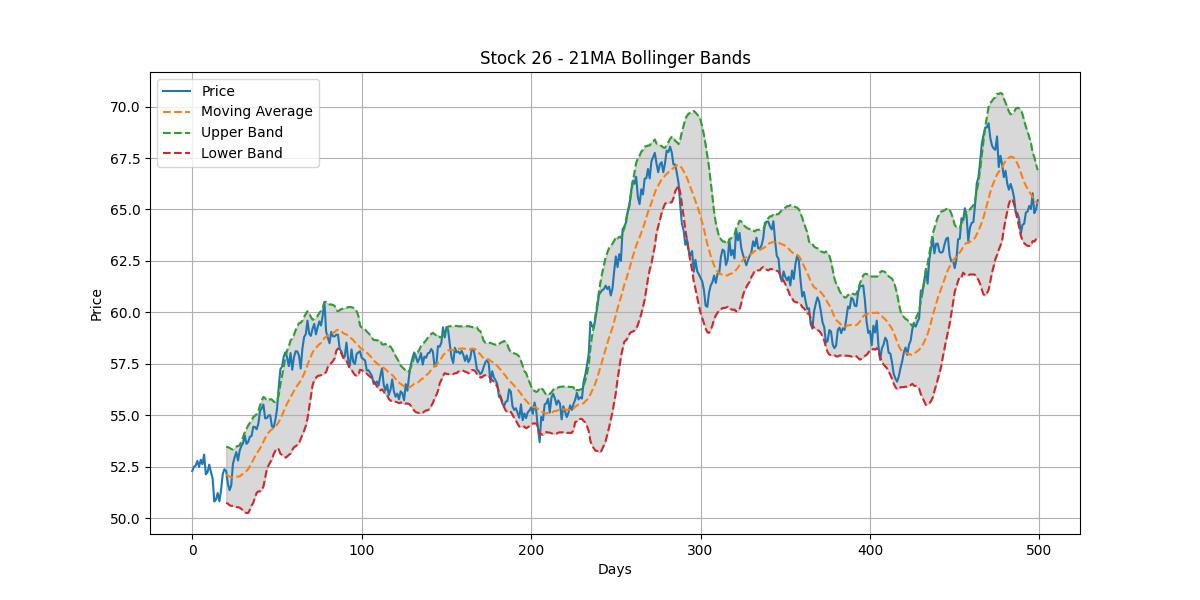 Stock 26 - 21MA Bollinger Bands
Price
Moving Average
Upper Band
Lower Band
70.0
67.5
65.0
62.5
60.0
57.5
55.0
52.5
50.0
Price
0 100 200 300 400 500
Days